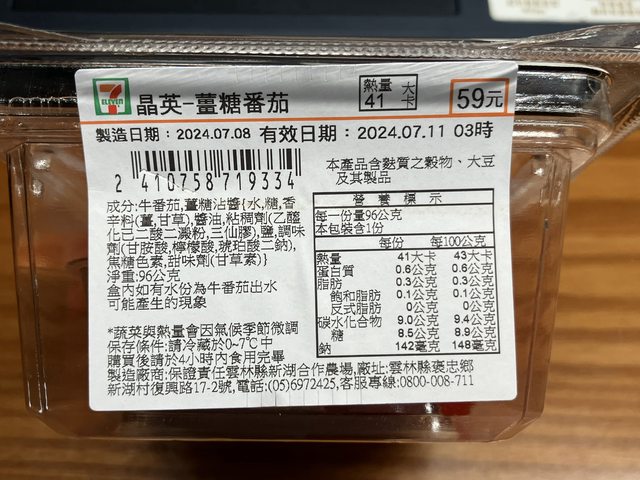 7
ELEVEN
晶英-薑糖番茄
熱量 大
41 卡
59元
製造日期：2024.07.08 有效日期：2024.07.11 03時
2 410758 719334
本產品含麩質之穀物、大豆
及其製品
成分:牛番茄,薑糖沾醬{水,糖,香
辛料(薑,甘草),醬油,粘稠劑(乙醯
化己二酸二澱粉,三仙膠),鹽,調味
劑(甘胺酸,檸檬酸,琥珀酸二鈉),
焦糖色素,甜味劑(甘草素)}
淨重:96公克
盒內如有水份為牛番茄出水
可能產生的現象
營養標示
每一份量96公克
本包裝含1份
每份 每100公克
熱量 41大卡 43大卡
蛋白質 0.6公克 0.6公克
脂肪 0.3公克 0.3公克
飽和脂肪 0.1公克 0.1公克
反式脂肪 0公克 0公克
碳水化合物 9.0公克 9.4公克
糖 8.5公克 8.9公克
鈉 142毫克 148毫克
*蔬菜與熱量會因氣候季節微調
保存條件:請冷藏於0~7℃中
購買後請於4小時內食用完畢
製造廠商:保證責任雲林縣新湖合作農場,廠址:雲林縣褒忠鄉
新湖村復興路17-2號,電話:(05)6972425,客服專線:0800-008-711